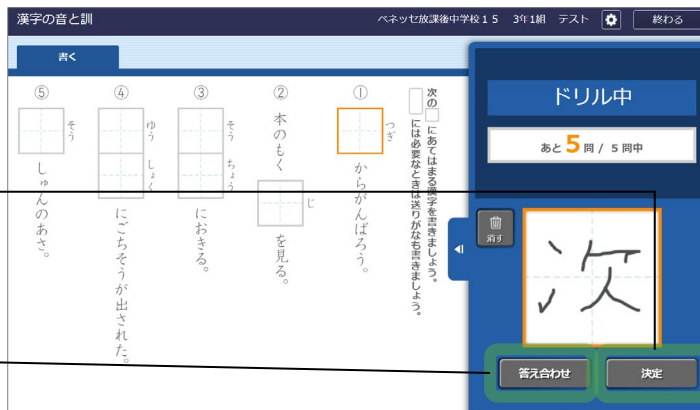 漢字の音と訓
ベネッセ放課後中学校15 3年1組 テスト 終わる
書く
次の□にあてはまる漢字を書きましょう。
□には必要なときは送りがなも書きましょう。
① つぎ からがんばろう。
② 本のもく じ を見る。
③ そう ちょう におきる。
④ ゆう しょく にごちそうが出された。
⑤ そう しゅんのあさ。
ドリル中
あと5問 / 5問中
消す
次
答え合わせ
決定